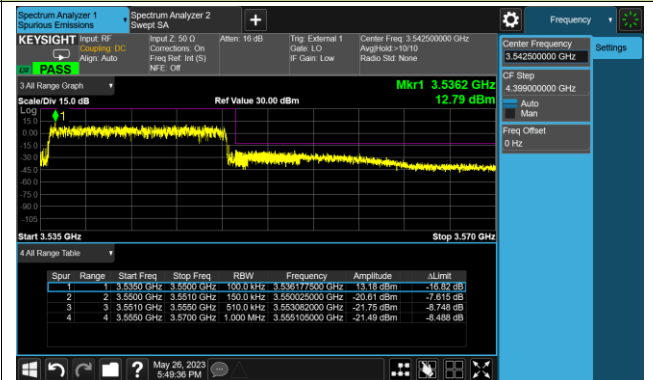 Spectrum Analyzer 1
Spurious Emissions
Spectrum Analyzer 2
Swept SA
+
Frequency
KEYSIGHT
Input: RF
Coupling: DC
Align: Auto
Input Z: 50 Ω
Corrections: On
Freq Ref: Int (S)
NFE: Off
Atten: 16 dB
Trig: External 1
Gate: LO
IF Gain: Low
Center Freq: 3.542500000 GHz
Avg|Hold:>10/10
Radio Std: None
PASS
Center Frequency
3.542500000 GHz
Settings
CF Step
4.399000000 GHz
Auto
Man
Freq Offset
0 Hz
3 All Range Graph
Mkr1 3.5362 GHz
12.79 dBm
Scale/Div 15.0 dB
Ref Value 30.00 dBm
Log
15.0
0.00
-15.0
-30.0
-45.0
-60.0
-75.0
-90.0
-105
1
Start 3.535 GHz
Stop 3.570 GHz
4 All Range Table
Spur Range Start Freq Stop Freq RBW Frequency Amplitude ΔLimit
1 1 3.5350 GHz 3.5500 GHz 100.0 kHz 3.536177500 GHz 13.18 dBm -16.82 dB
2 2 3.5500 GHz 3.5510 GHz 150.0 kHz 3.550025000 GHz -20.61 dBm -7.615 dB
3 3 3.5510 GHz 3.5550 GHz 510.0 kHz 3.553082000 GHz -21.75 dBm -8.748 dB
4 4 3.5550 GHz 3.5700 GHz 1.000 MHz 3.555105000 GHz -21.49 dBm -8.488 dB
?
May 26, 2023
5:49:36 PM